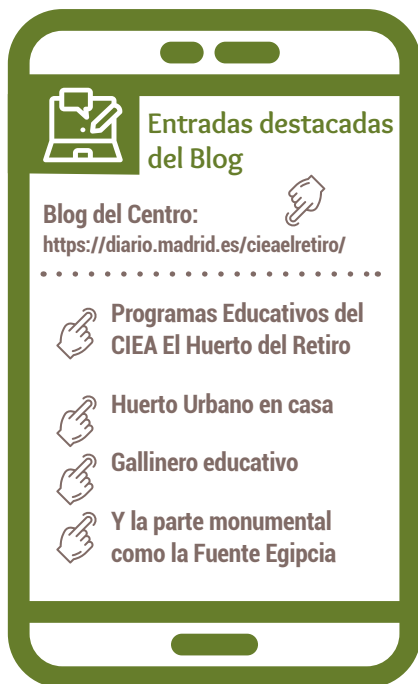 Entradas destacadas
del Blog
Blog del Centro:
https://diario.madrid.es/cieaelretiro/
Programas Educativos del
CIEA El Huerto del Retiro
Huerto Urbano en casa
Gallinero educativo
Y la parte monumental
como la Fuente Egipcia